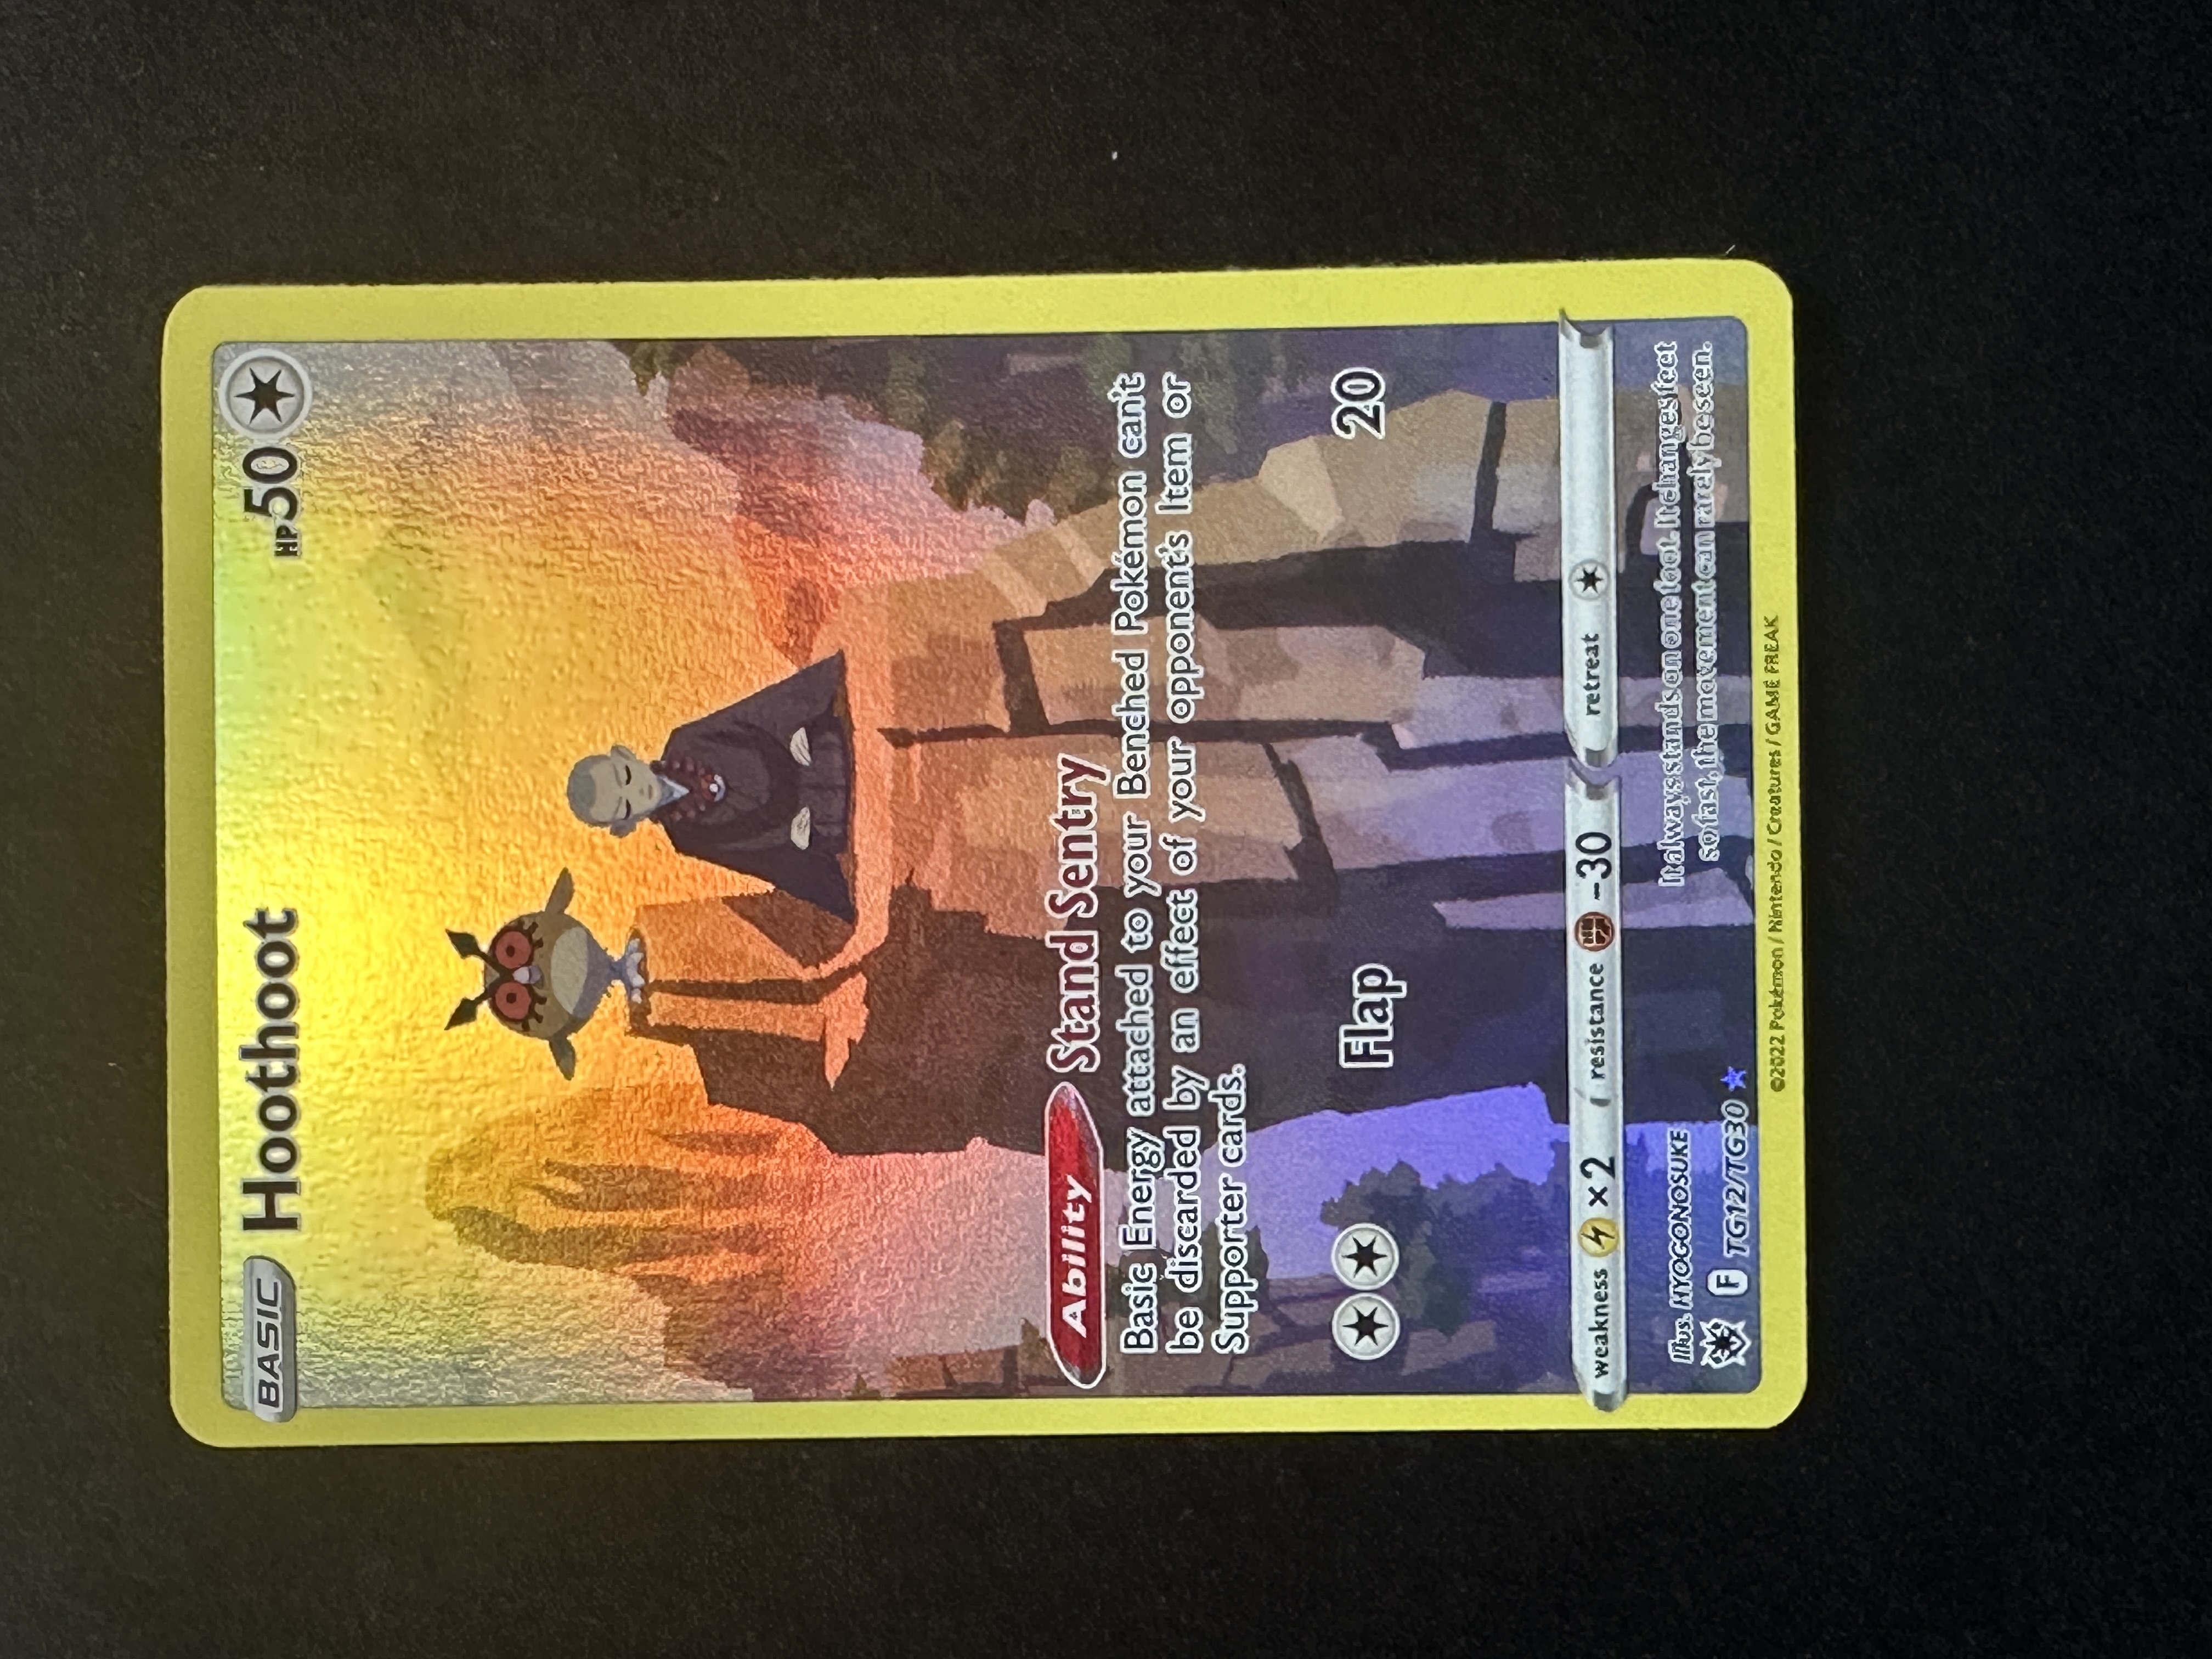 BASIC Hoothoot HP50
Ability Stand Sentry
Basic Energy attached to your Benched Pokémon can't
be discarded by an effect of your opponent's Item or
Supporter cards.
Flap 20
weakness ×2 resistance -30 retreat
Illus. HYOGONOSUKE
F TG12/TG30
It always stands on one foot. It changes feet
so fast, the movement can rarely be seen.
©2022 Pokémon / Nintendo / Creatures / GAME FREAK